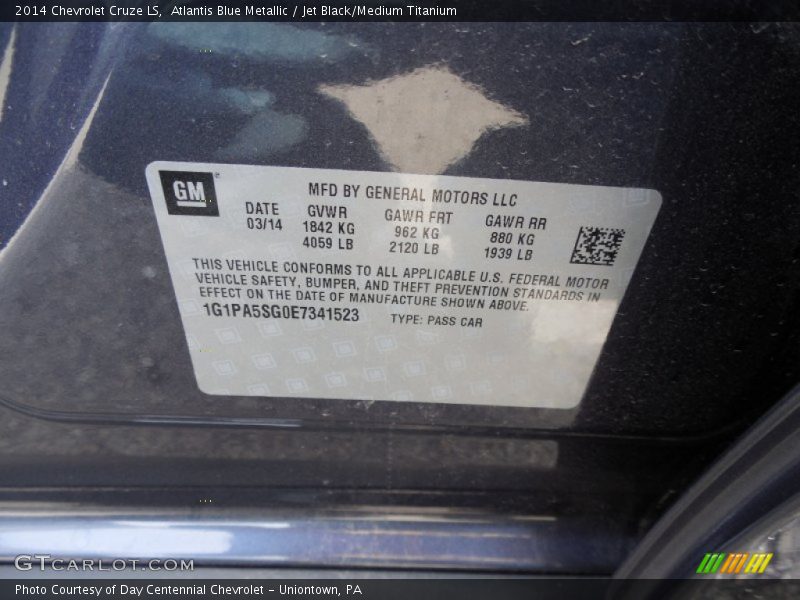 2014 Chevrolet Cruze LS,  Atlantis Blue Metallic / Jet Black/Medium Titanium
GM
MFD BY GENERAL MOTORS LLC
DATE GVWR GAWR FRT GAWR RR
03/14 1842 KG 962 KG 880 KG
4059 LB 2120 LB 1939 LB
THIS VEHICLE CONFORMS TO ALL APPLICABLE U.S. FEDERAL MOTOR
VEHICLE SAFETY, BUMPER, AND THEFT PREVENTION STANDARDS IN
EFFECT ON THE DATE OF MANUFACTURE SHOWN ABOVE.
1G1PA5SG0E7341523 TYPE: PASS CAR
GTCARLOT.COM
Photo Courtesy of Day Centennial Chevrolet - Uniontown, PA